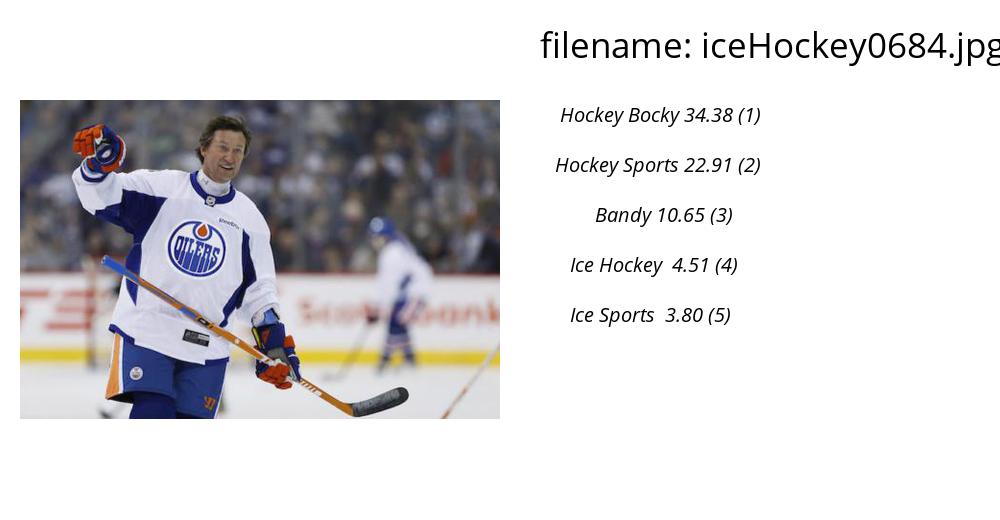 filename: iceHockey0684.jpg
Hockey Bocky 34.38 (1)
Hockey Sports 22.91 (2)
Bandy 10.65 (3)
Ice Hockey 4.51 (4)
Ice Sports 3.80 (5)
Reebok
OILERS
Scotiabank